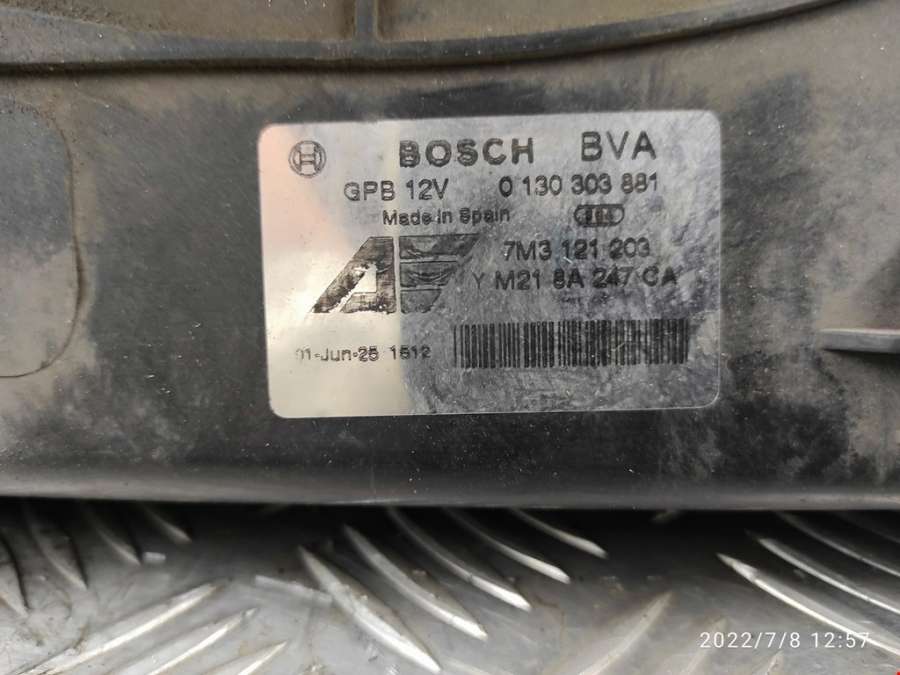 BOSCH BVA
GPB 12V 0 130 303 881
Made in Spain
7M3 121 203
Y M21 8A 247 CA
01-Jun-25 1512
2022/7/8 12:57